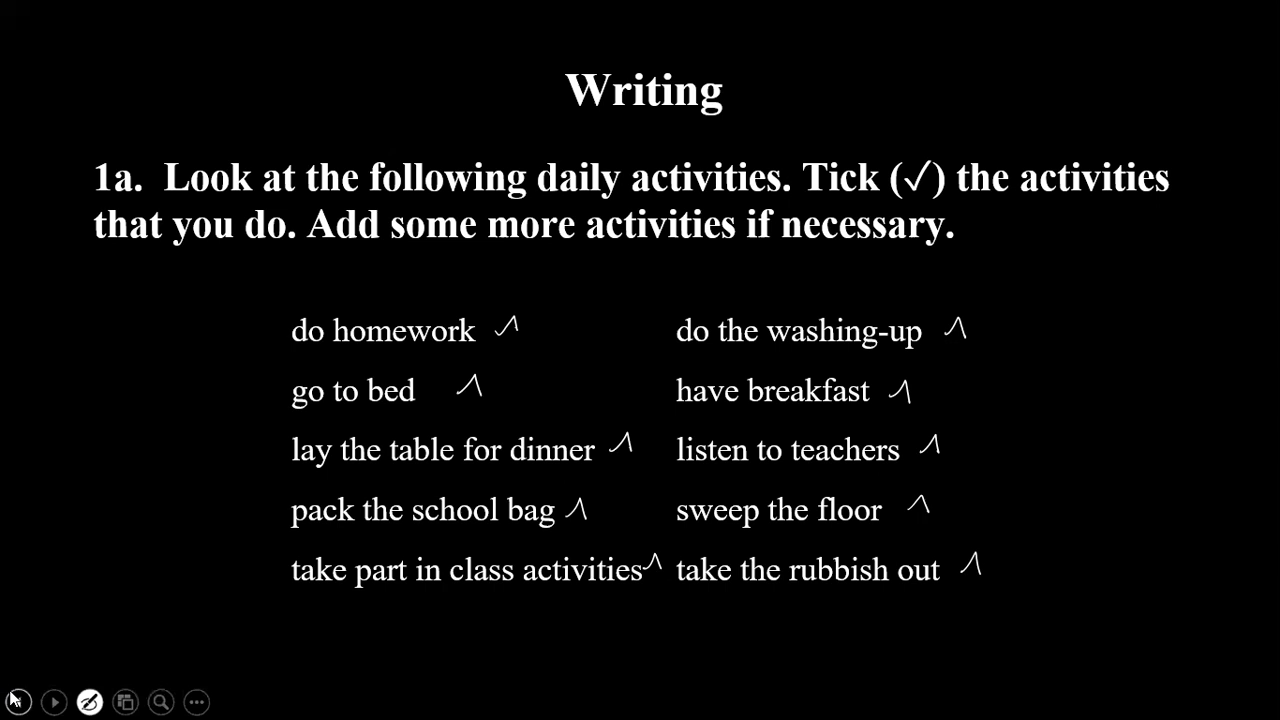 Writing
1a. Look at the following daily activities. Tick (✓) the activities
that you do. Add some more activities if necessary.
do homework
do the washing-up
go to bed
have breakfast
lay the table for dinner
listen to teachers
pack the school bag
sweep the floor
take part in class activities
take the rubbish out